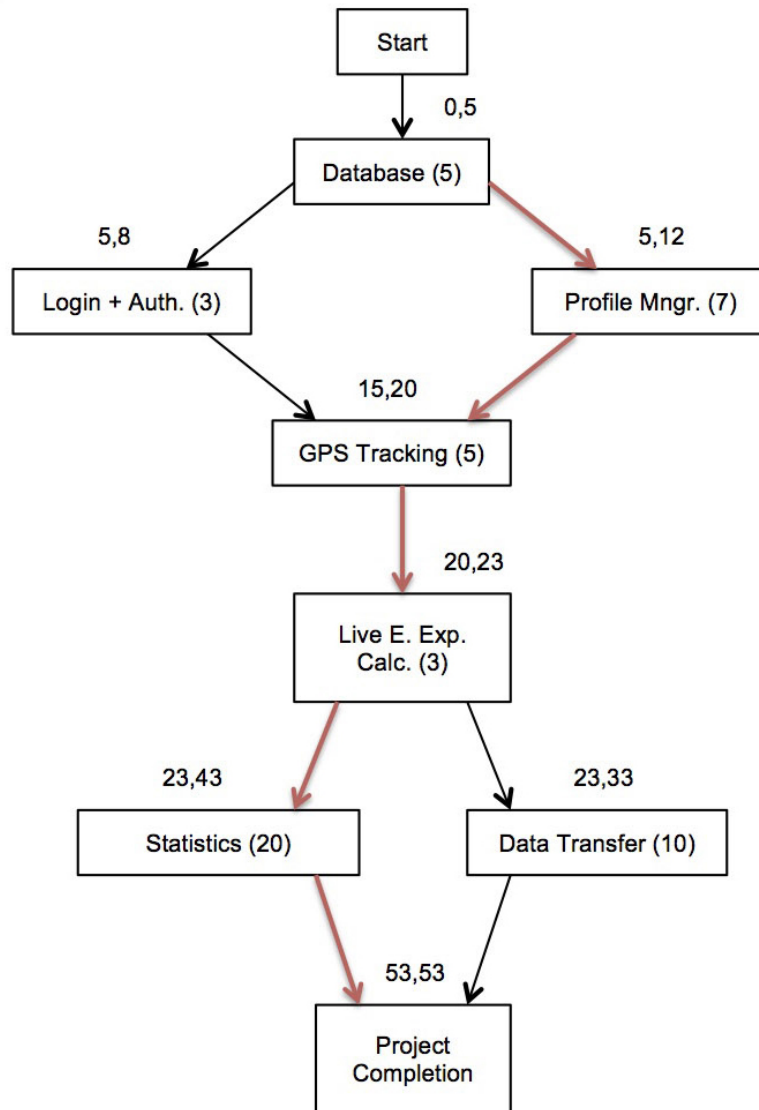 Start
0,5
Database (5)
5,8
5,12
Login + Auth. (3)
Profile Mngr. (7)
15,20
GPS Tracking (5)
20,23
Live E. Exp.
Calc. (3)
23,43
23,33
Statistics (20)
Data Transfer (10)
53,53
Project
Completion